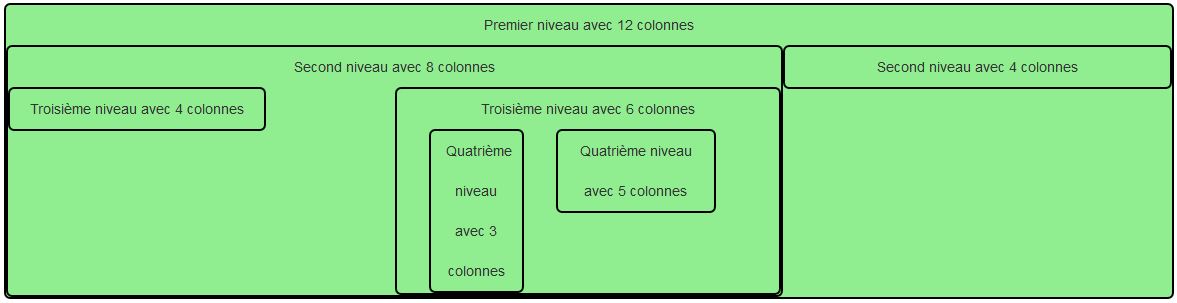 Premier niveau avec 12 colonnes
Second niveau avec 8 colonnes
Second niveau avec 4 colonnes
Troisième niveau avec 4 colonnes
Troisième niveau avec 6 colonnes
Quatrième
niveau
avec 3
colonnes
Quatrième niveau
avec 5 colonnes